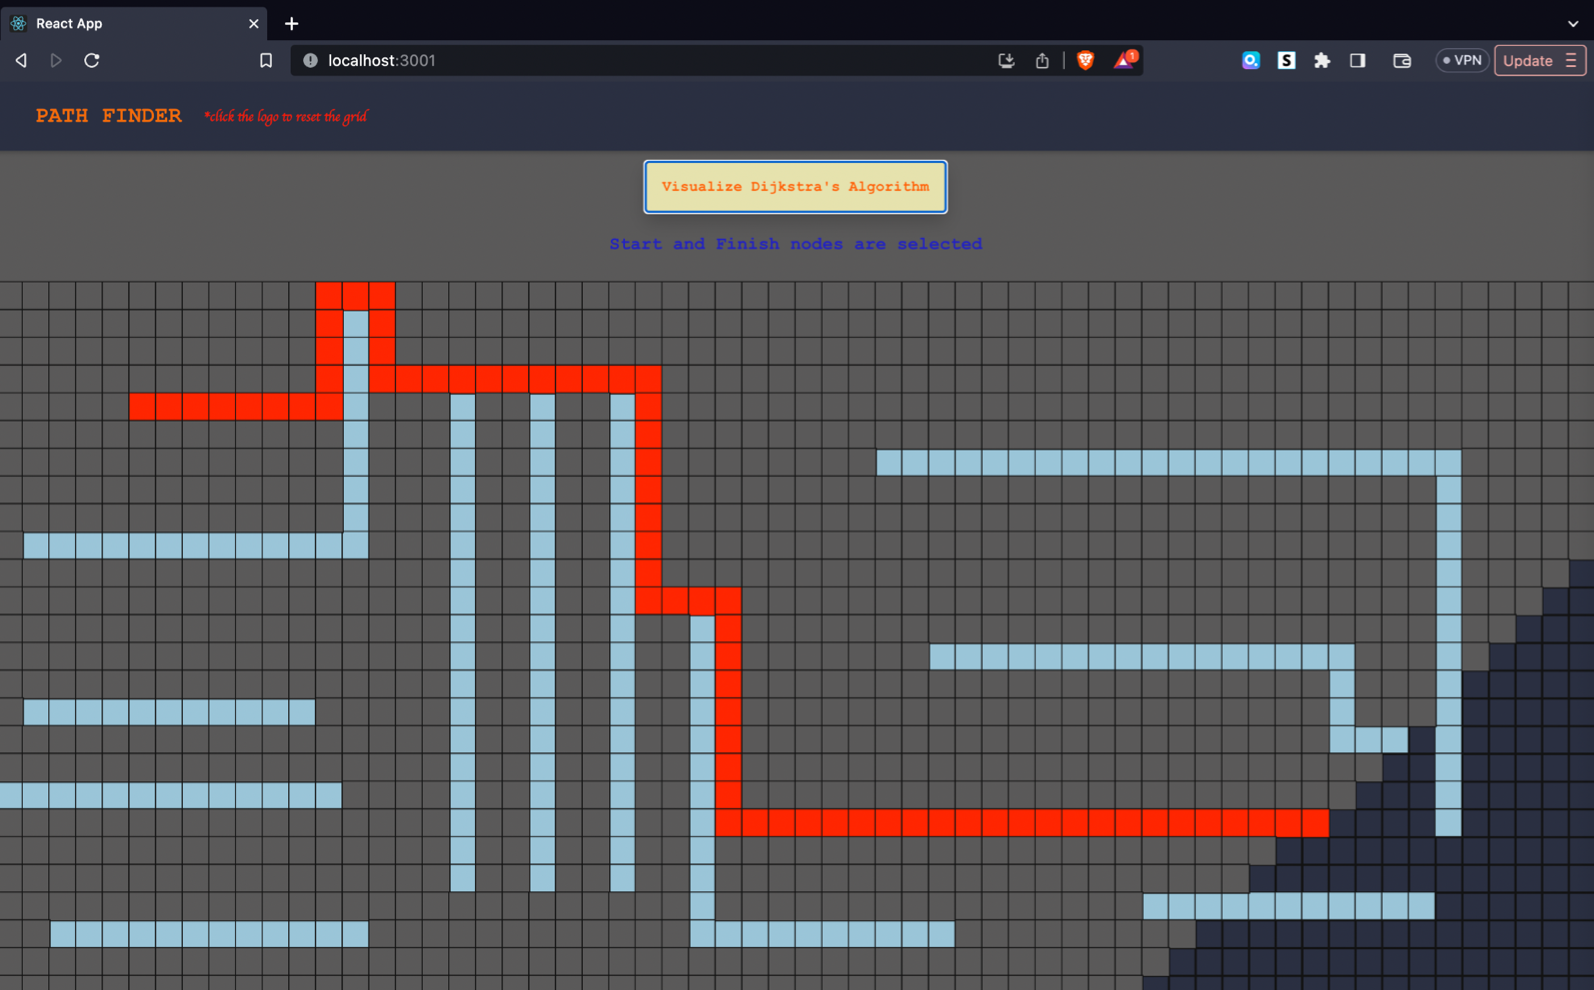 React App
localhost:3001
1
VPN
Update
PATH FINDER *click the logo to reset the grid
Visualize Dijkstra's Algorithm
Start and Finish nodes are selected